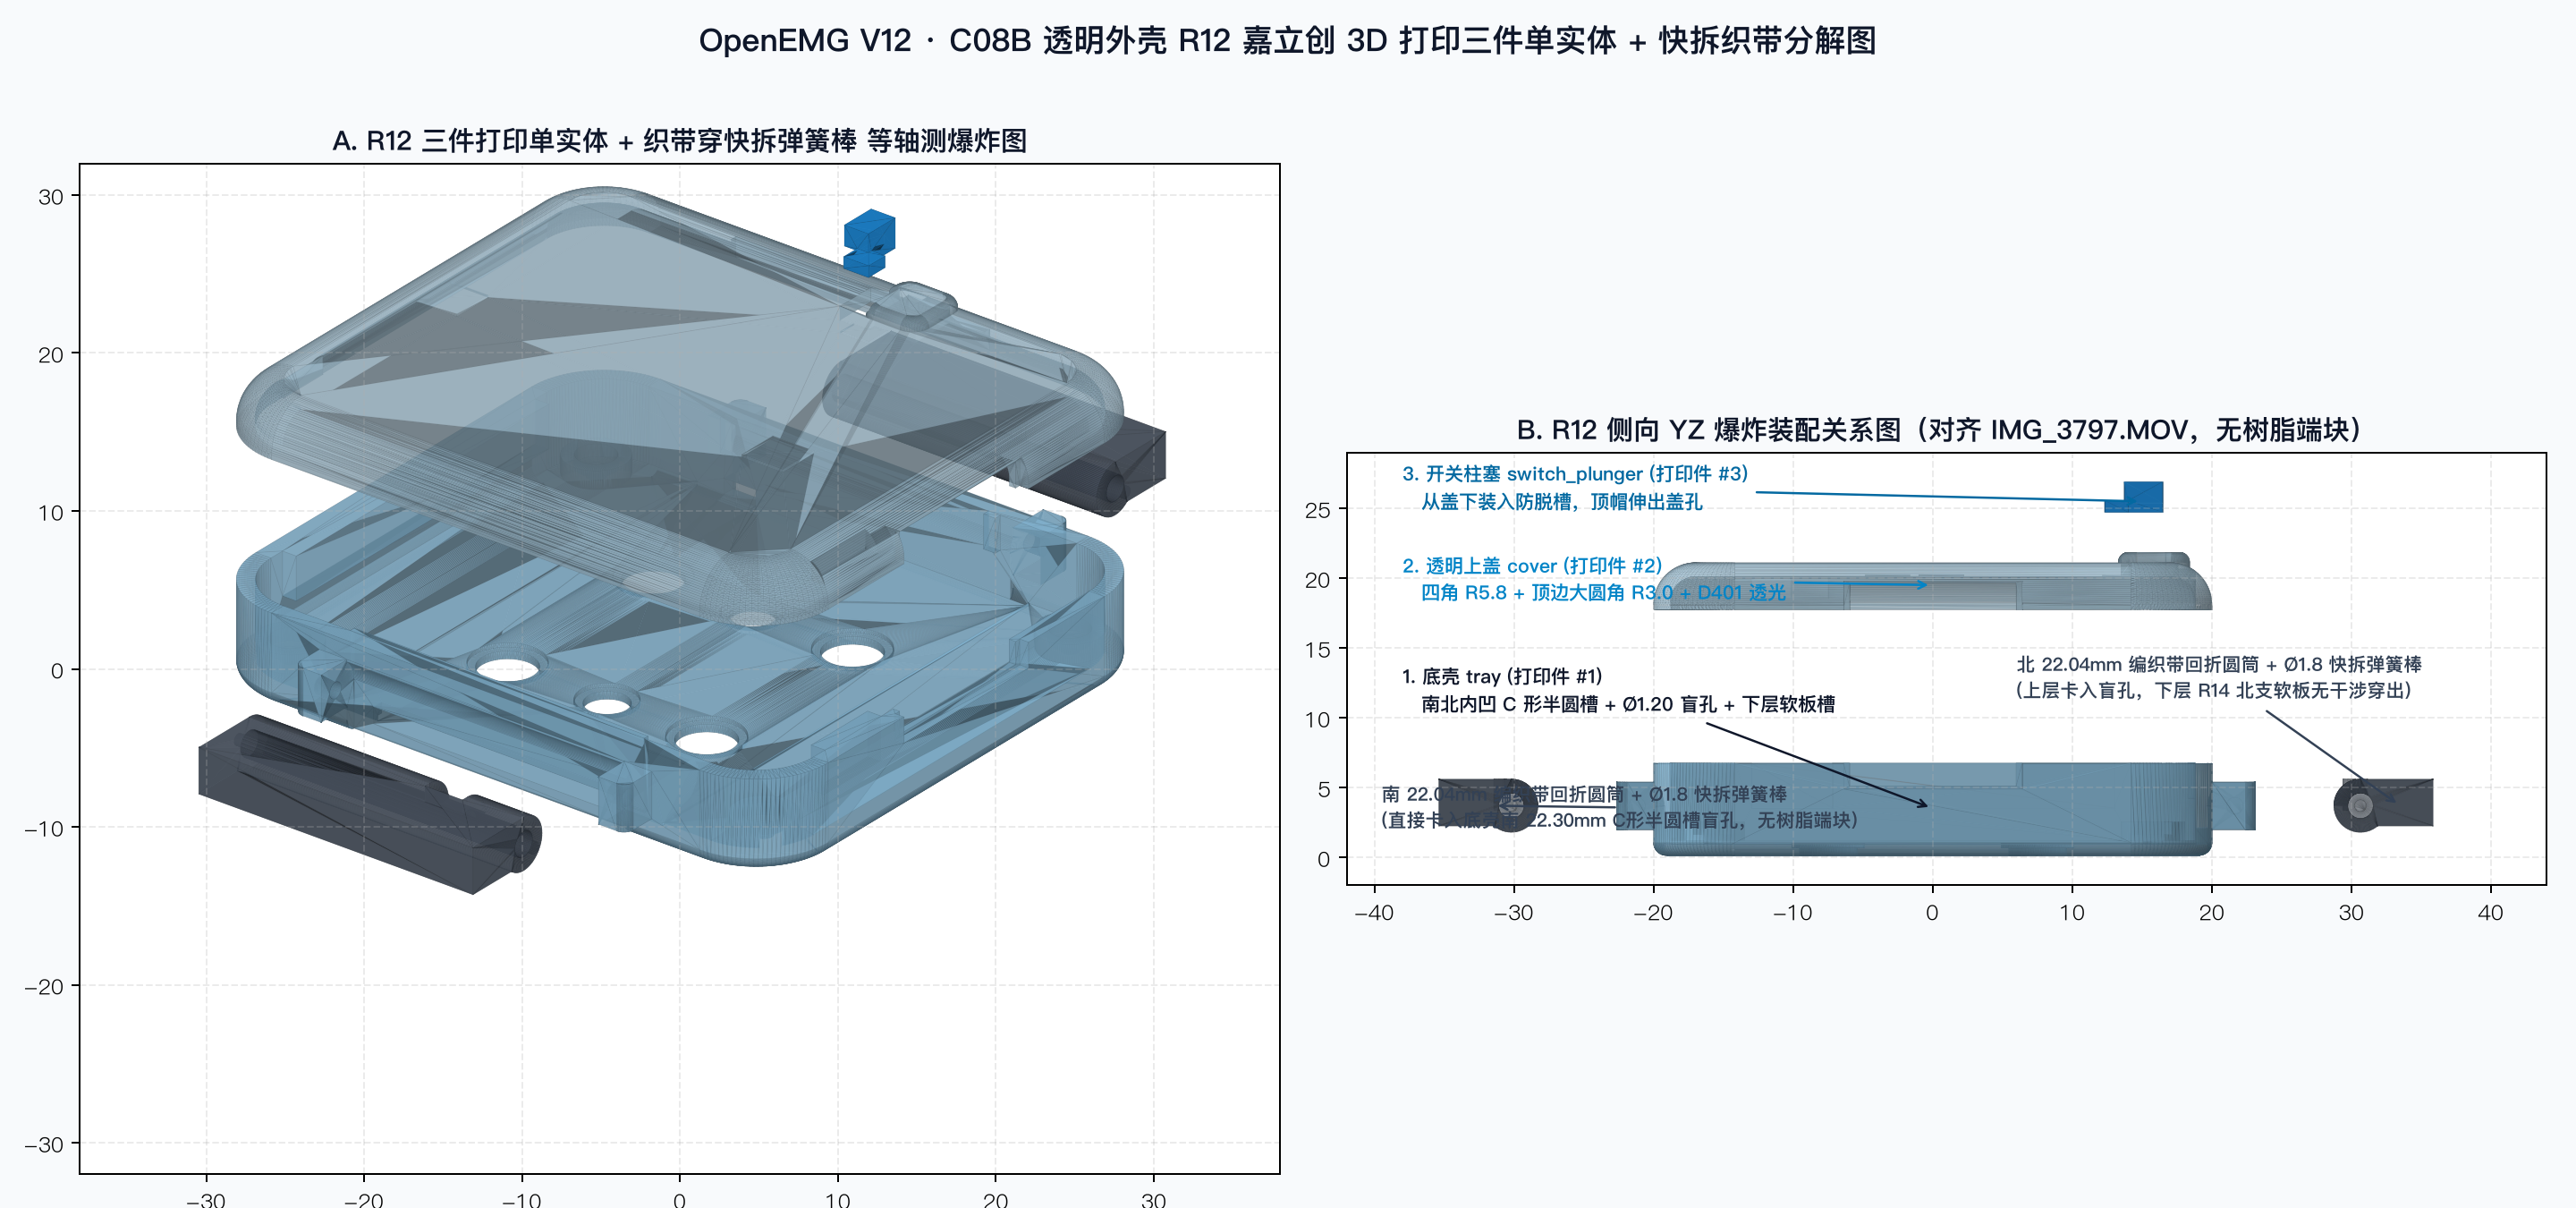 OpenEMG V12 · C08B 透明外壳 R12 嘉立创 3D 打印三件单实体 + 快拆织带分解图
A. R12 三件打印单实体 + 织带穿快拆弹簧棒 等轴测爆炸图
30
20
10
0
−10
−20
−30
−30
−20
−10
0
10
20
30
B. R12 侧向 YZ 爆炸装配关系图（对齐 IMG_3797.MOV，无树脂端块）
3. 开关柱塞 switch_plunger (打印件 #3)
从盖下装入防脱槽，顶帽伸出盖孔
2. 透明上盖 cover (打印件 #2)
四角 R5.8 + 顶边大圆角 R3.0 + D401 透光
1. 底壳 tray (打印件 #1)
南北内凹 C 形半圆槽 + Ø1.20 盲孔 + 下层软板槽
北 22.04mm 编织带回折圆筒 + Ø1.8 快拆弹簧棒
(上层卡入盲孔，下层 R14 北支软板无干涉穿出)
南 22.04mm 编织带回折圆筒 + Ø1.8 快拆弹簧棒
(直接卡入底壳 22.30mm C形半圆槽盲孔，无树脂端块)
25
20
15
10
5
0
−40
−30
−20
−10
0
10
20
30
40